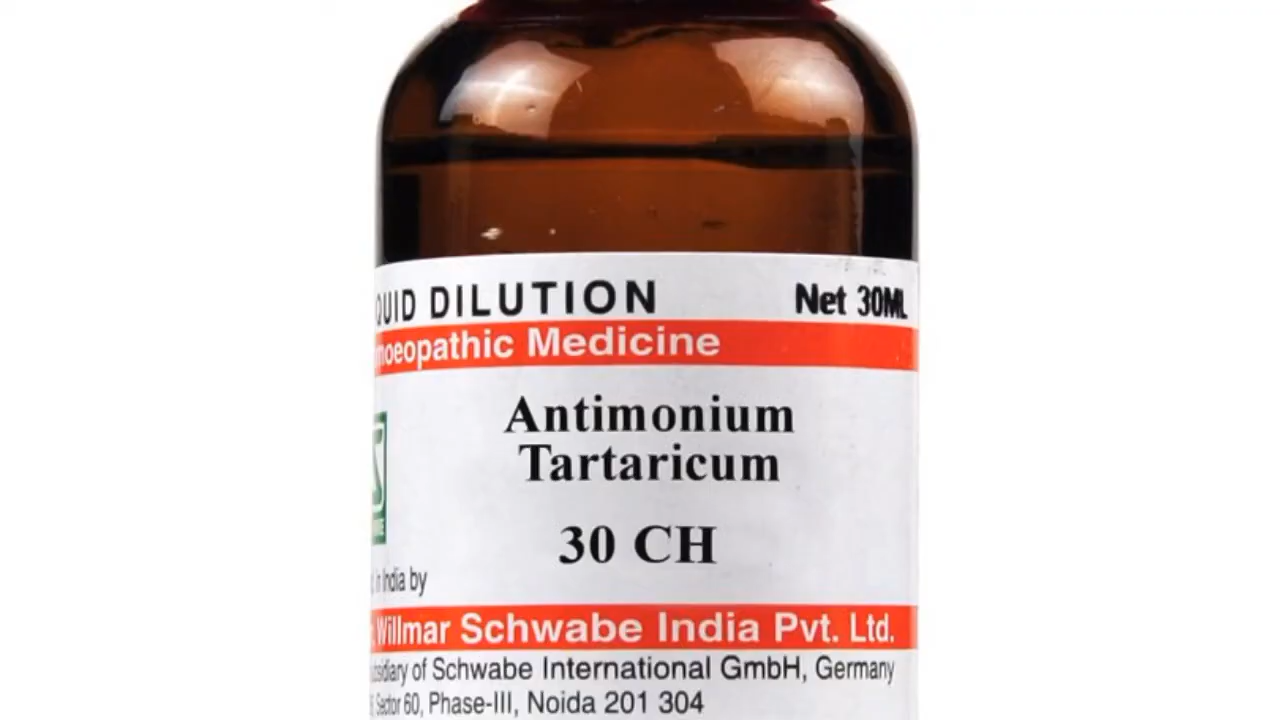 QUID DILUTION Net 30ML
moeopathic Medicine
Antimonium
Tartaricum
30 CH
in India by
Willmar Schwabe India Pvt. Ltd.
sidiary of Schwabe International GmbH, Germany
Sector 60, Phase-III, Noida 201 304